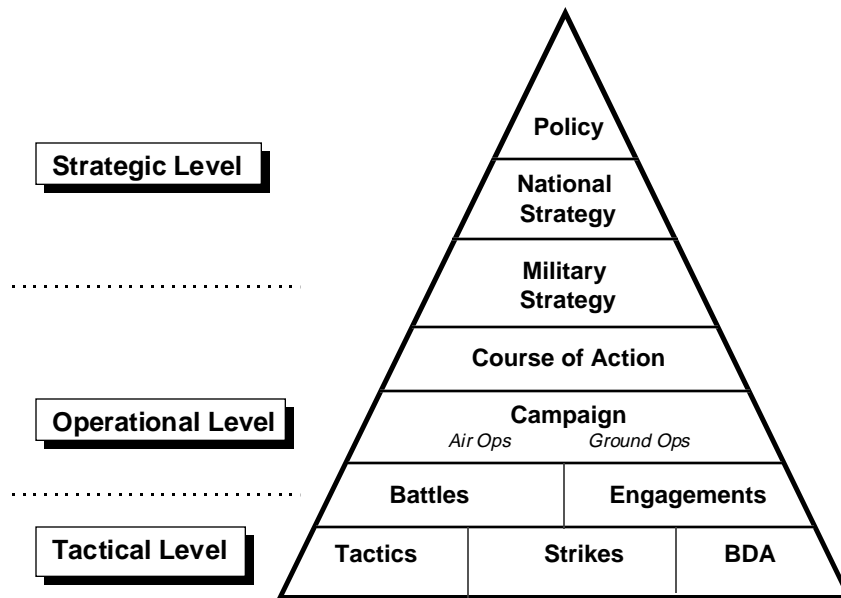 Policy
Strategic Level
National
Strategy
Military
Strategy
Course of Action
Operational Level
Campaign
Air Ops Ground Ops
Battles Engagements
Tactical Level
Tactics Strikes BDA